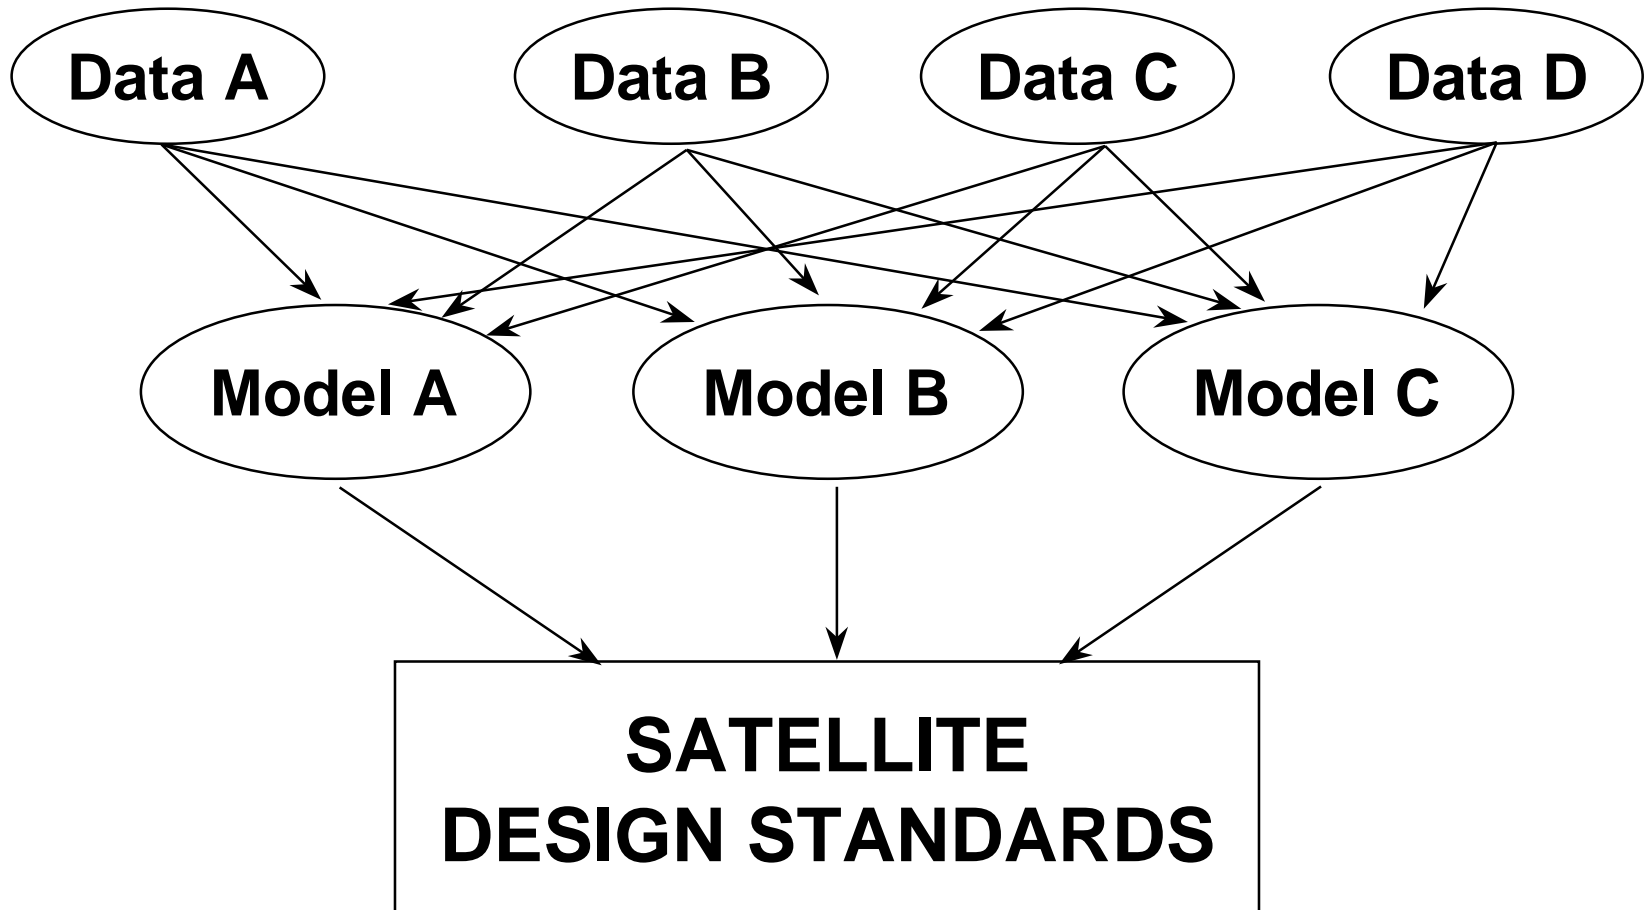 Data A
Data B
Data C
Data D
Model A
Model B
Model C
SATELLITE
DESIGN STANDARDS